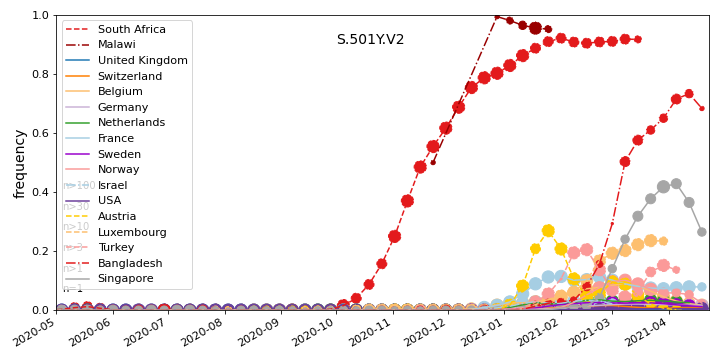 S.501Y.V2
frequency
1.0
0.8
0.6
0.4
0.2
0.0
South Africa
Malawi
United Kingdom
Switzerland
Belgium
Germany
Netherlands
France
Sweden
Norway
Israel
USA
Austria
Luxembourg
Turkey
Bangladesh
Singapore
n>100
n>30
n>10
n>3
n>1
n=1
2020-05
2020-06
2020-07
2020-08
2020-09
2020-10
2020-11
2020-12
2021-01
2021-02
2021-03
2021-04